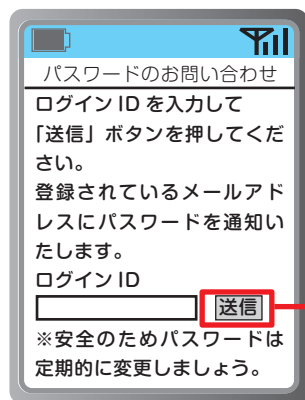 パスワードのお問い合わせ
ログイン ID を入力して
「送信」ボタンを押してくだ
さい。
登録されているメールアド
レスにパスワードを通知い
たします。
ログイン ID
送信
※安全のためパスワードは
定期的に変更しましょう。